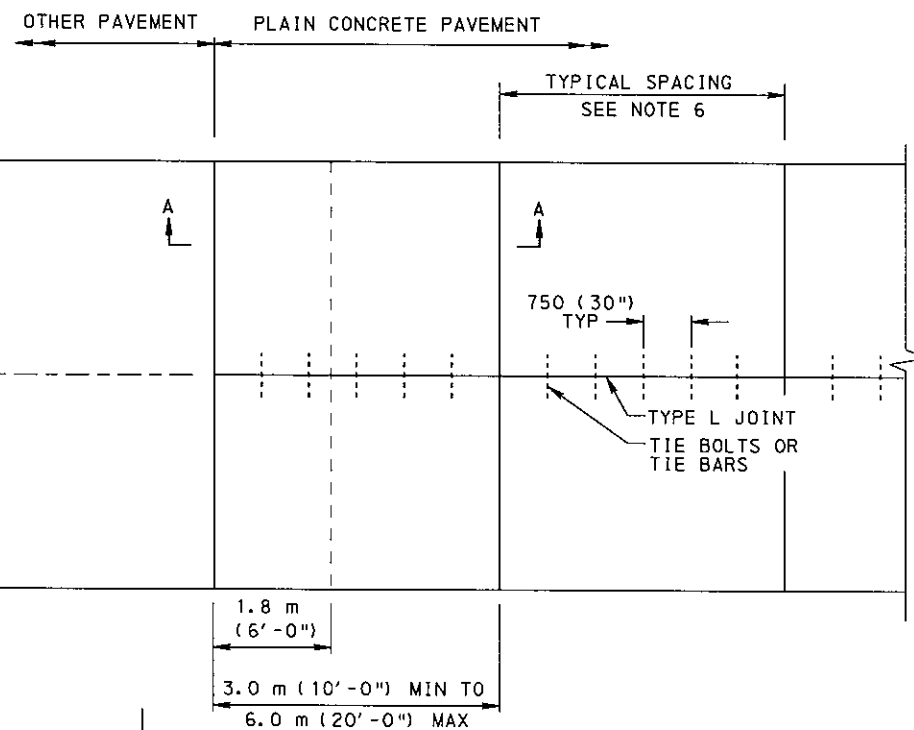 OTHER PAVEMENT
PLAIN CONCRETE PAVEMENT
TYPICAL SPACING
SEE NOTE 6
A
A
750 (30")
TYP
TYPE L JOINT
TIE BOLTS OR
TIE BARS
1.8 m
(6'-0")
3.0 m (10'-0") MIN TO
6.0 m (20'-0") MAX